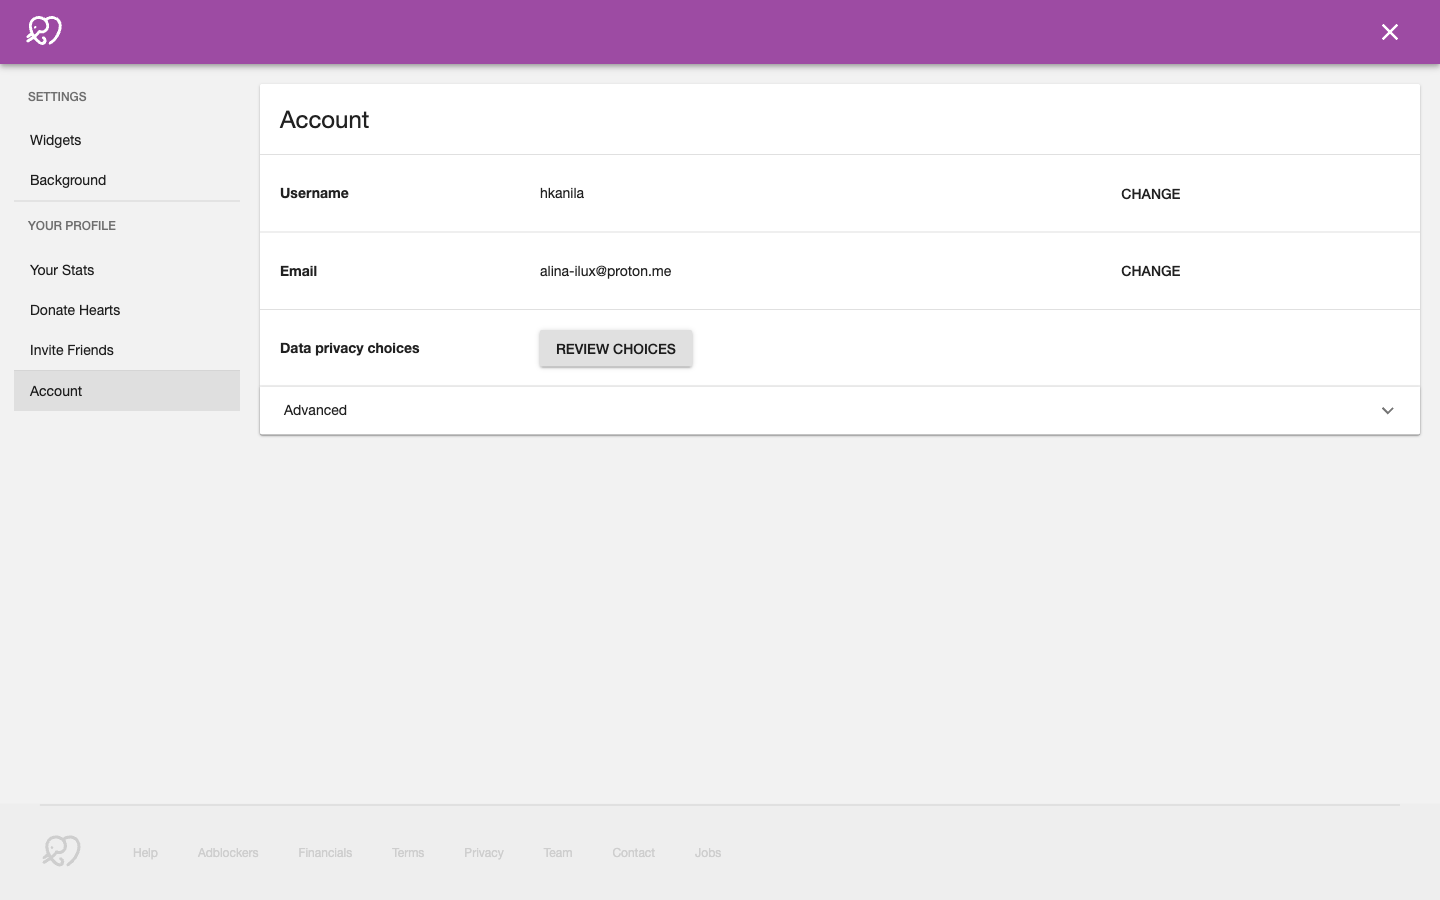 SETTINGS
Widgets
Background
YOUR PROFILE
Your Stats
Donate Hearts
Invite Friends
Account
Account
Username hkanila CHANGE
Email alina-ilux@proton.me CHANGE
Data privacy choices REVIEW CHOICES
Advanced
Help Adblockers Financials Terms Privacy Team Contact Jobs